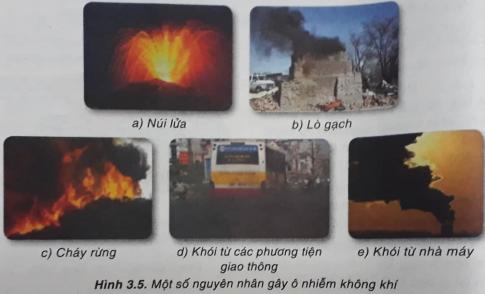 a) Núi lửa
b) Lò gạch
c) Cháy rừng
d) Khói từ các phương tiện
giao thông
e) Khói từ nhà máy
Hình 3.5. Một số nguyên nhân gây ô nhiễm không khí